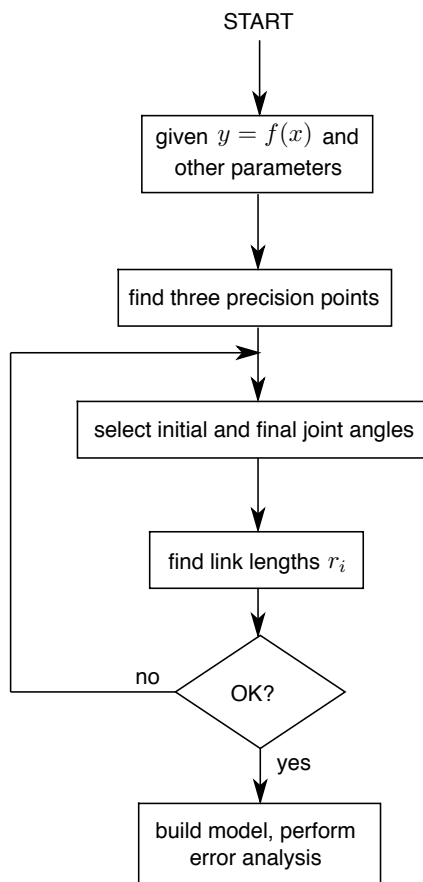 START
given y = f(x) and
other parameters
find three precision points
select initial and final joint angles
find link lengths r_i
OK?
no
yes
build model, perform
error analysis